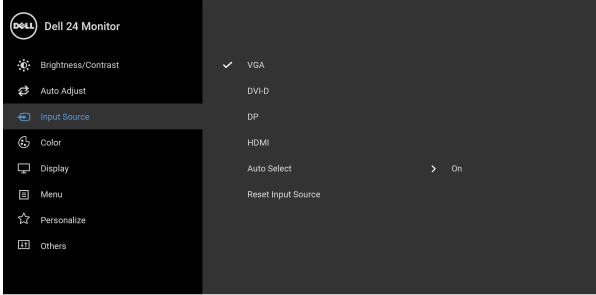 DELL Dell 24 Monitor
Brightness/Contrast
VGA
Auto Adjust
DVI-D
Input Source
DP
Color
HDMI
Display
Auto Select On
Menu
Reset Input Source
Personalize
Others